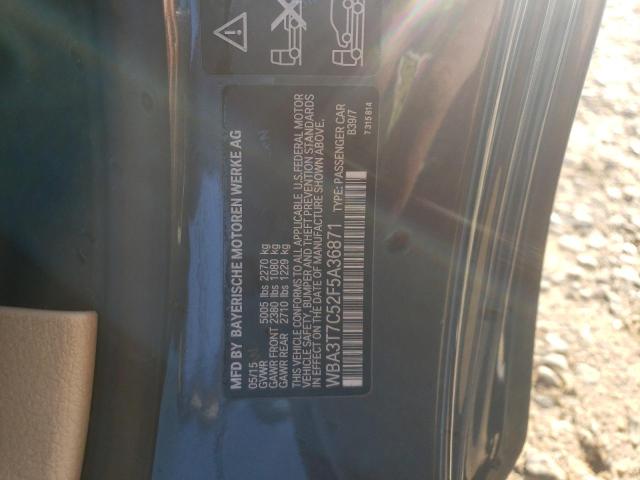 MFD BY BAYERISCHE MOTOREN WERKE AG
05/15
GVWR 5005 lbs 2270 kg
GAWR FRONT 2380 lbs 1080 kg
GAWR REAR 2710 lbs 1229 kg
THIS VEHICLE CONFORMS TO ALL APPLICABLE U.S. FEDERAL MOTOR
VEHICLE SAFETY, BUMPER, AND THEFT PREVENTION STANDARDS
IN EFFECT ON THE DATE OF MANUFACTURE SHOWN ABOVE.
WBA3T7C52F5A36871 TYPE: PASSENGER CAR
B39/7
7 315 814